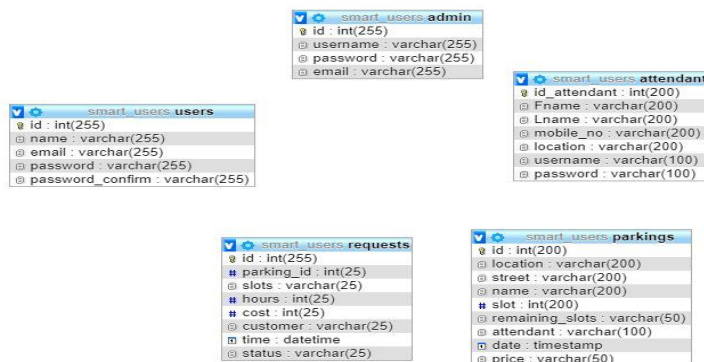 smart_users admin
id : int(255)
username : varchar(255)
password : varchar(255)
email : varchar(255)
smart_users attendant
id_attendant : int(200)
Fname : varchar(200)
Lname : varchar(200)
mobile_no : varchar(200)
location : varchar(200)
username : varchar(100)
password : varchar(100)
smart_users users
id : int(255)
name : varchar(255)
email : varchar(255)
password : varchar(255)
password_confirm : varchar(255)
smart_users requests
id : int(255)
# parking_id : int(25)
slots : varchar(25)
# hours : int(25)
# cost : int(25)
customer : varchar(25)
time : datetime
status : varchar(25)
smart_users parkings
id : int(200)
location : varchar(200)
street : varchar(200)
name : varchar(200)
# slot : int(200)
remaining_slots : varchar(50)
attendant : varchar(100)
date : timestamp
price : varchar(50)